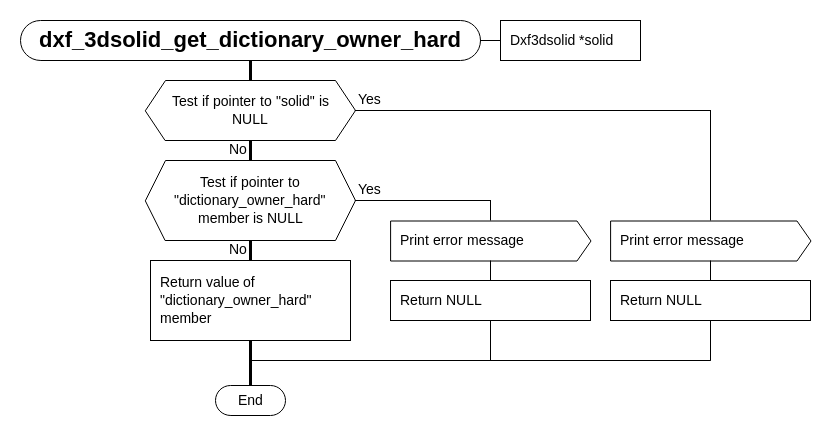 dxf_3dsolid_get_dictionary_owner_hard
Dxf3dsolid *solid
Test if pointer to "solid" is
NULL
Yes
No
Test if pointer to
"dictionary_owner_hard"
member is NULL
Yes
No
Print error message
Print error message
Return value of
"dictionary_owner_hard"
member
Return NULL
Return NULL
End